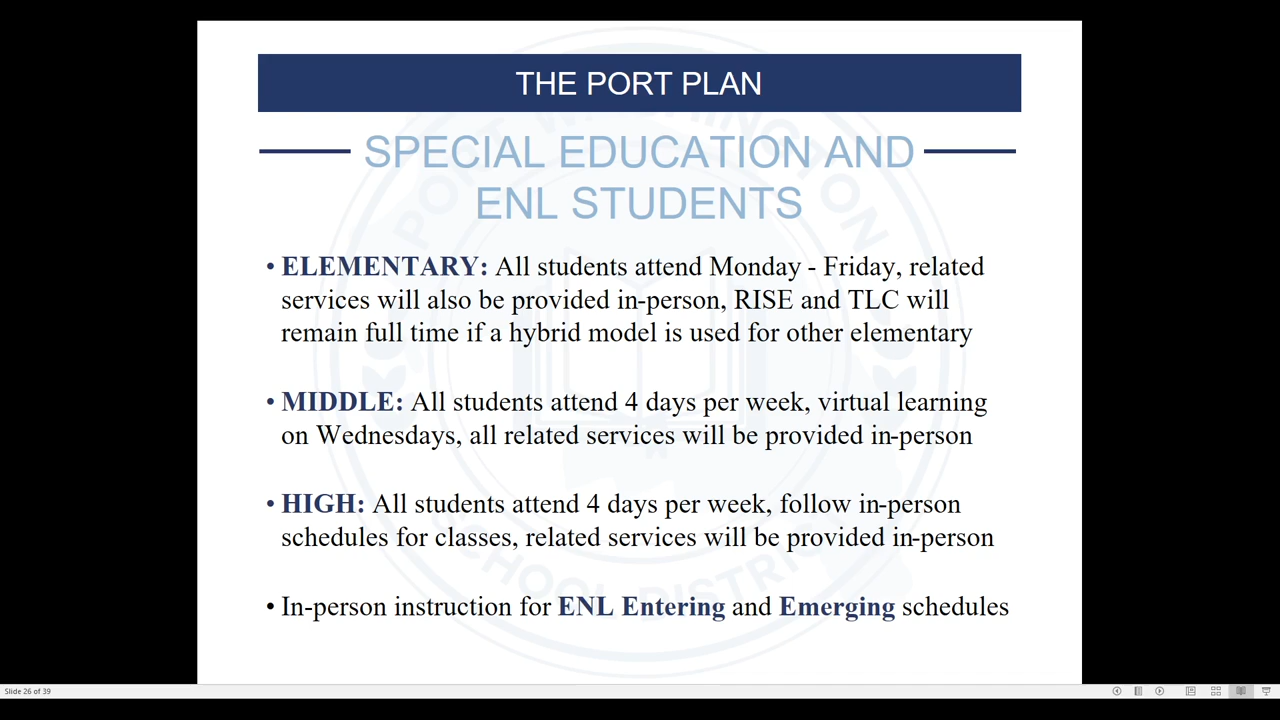 THE PORT PLAN
SPECIAL EDUCATION AND
ENL STUDENTS
• ELEMENTARY: All students attend Monday - Friday, related
services will also be provided in-person, RISE and TLC will
remain full time if a hybrid model is used for other elementary
• MIDDLE: All students attend 4 days per week, virtual learning
on Wednesdays, all related services will be provided in-person
• HIGH: All students attend 4 days per week, follow in-person
schedules for classes, related services will be provided in-person
• In-person instruction for ENL Entering and Emerging schedules
PORT WASHINGTON
SCHOOL DISTRICT
Slide 26 of 39